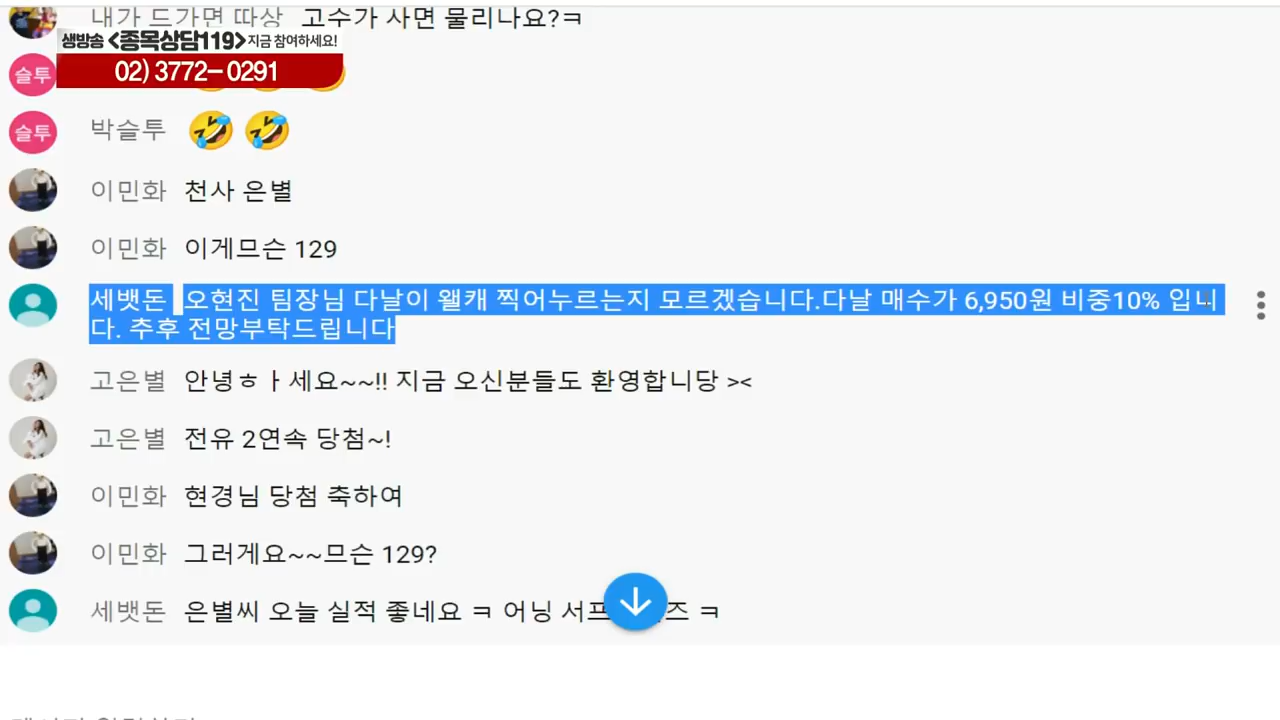 내가 드가면 따상 고수가 사면 물리나요?ㅋ
생방송 <종목상담119> 지금 참여하세요!
02) 3772-0291
슬투
슬투 박슬투 🤣 🤣
이민화 천사 은별
이민화 이게므슨 129
세뱃돈 오현진 팀장님 다날이 왤캐 찍어누르는지 모르겠습니다.다날 매수가 6,950원 비중10% 입니
다. 추후 전망부탁드립니다
고은별 안녕ㅎㅏ세요~~!! 지금 오신분들도 환영합니당 ><
고은별 전유 2연속 당첨~!
이민화 현경님 당첨 축하여
이민화 그러게요~~므슨 129?
세뱃돈 은별씨 오늘 실적 좋네요 ㅋ 어닝 ㅋ